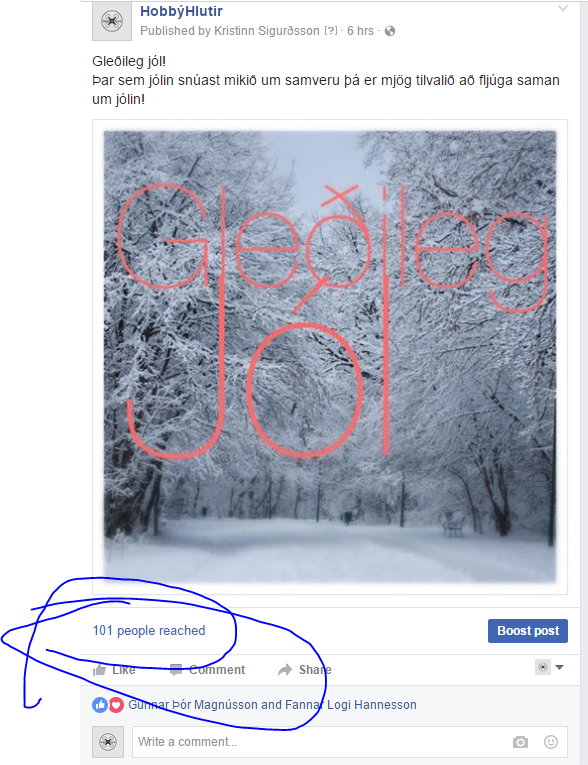 HobbýHlutir
Published by Kristinn Sigurðsson [?] · 6 hrs ·
Gleðileg jól!
Þar sem jólin snúast mikið um samveru þá er mjög tilvalið að fljúga saman
um jólin!
Gleðileg
Jól
101 people reached
Boost post
Like Comment Share
Gunnar Þór Magnússon and Fannar Logi Hannesson
Write a comment...